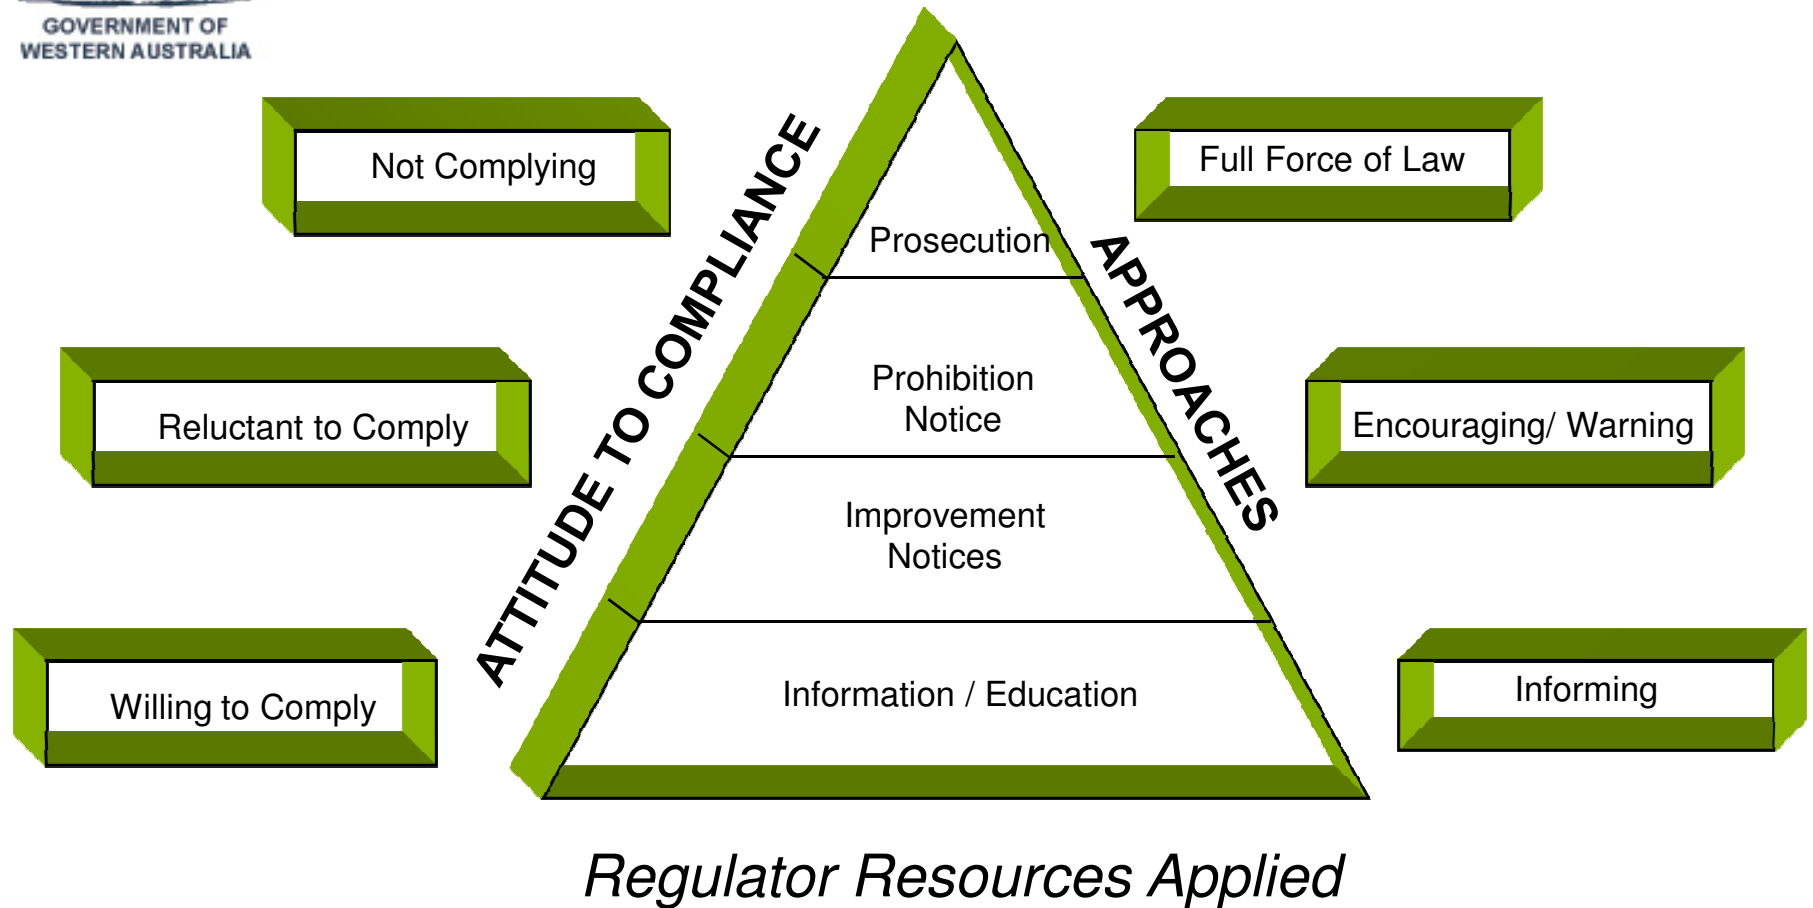 GOVERNMENT OF
WESTERN AUSTRALIA
Not Complying
Full Force of Law
ATTITUDE TO COMPLIANCE
APPROACHES
Prosecution
Prohibition
Notice
Reluctant to Comply
Encouraging/ Warning
Improvement
Notices
Willing to Comply
Information / Education
Informing
Regulator Resources Applied